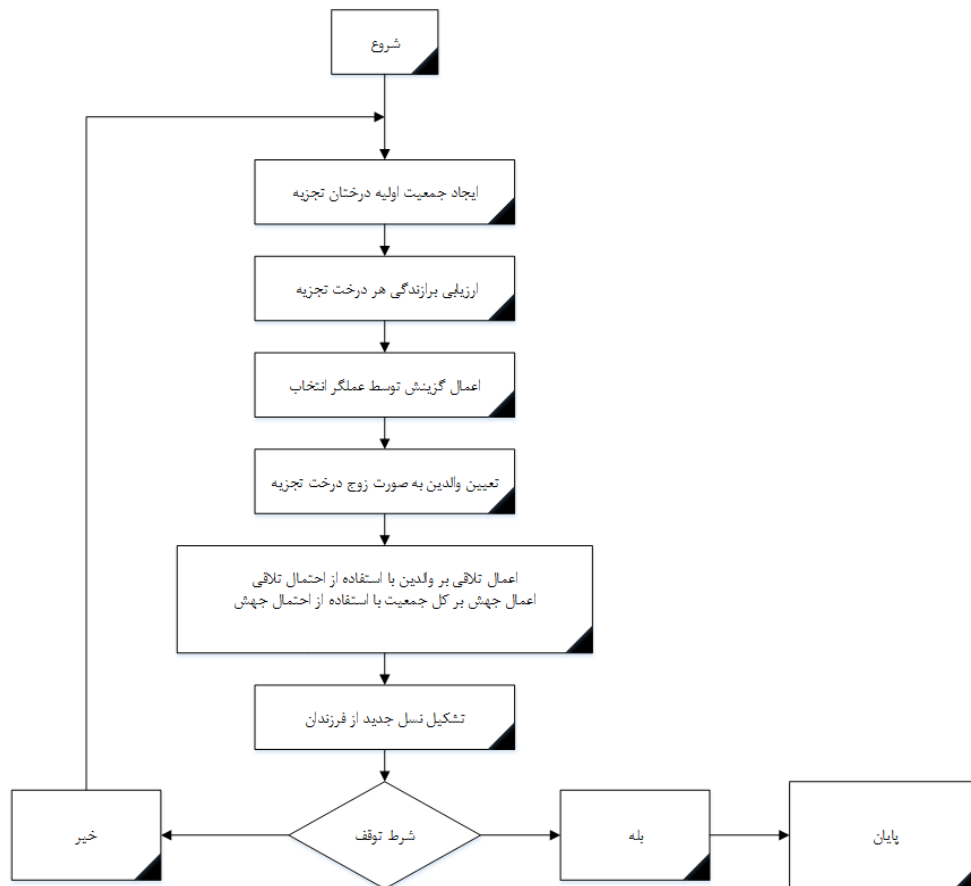 شروع
ایجاد جمعیت اولیه درختان تجزیه
ارزیابی برازندگی هر درخت تجزیه
اعمال گزینش توسط عملگر انتخاب
تعیین والدین به صورت زوج درخت تجزیه
اعمال تلاقی بر والدین با استفاده از احتمال تلاقی
اعمال جهش بر کل جمعیت با استفاده از احتمال جهش
تشکیل نسل جدید از فرزندان
شرط توقف
خیر
بله
پایان